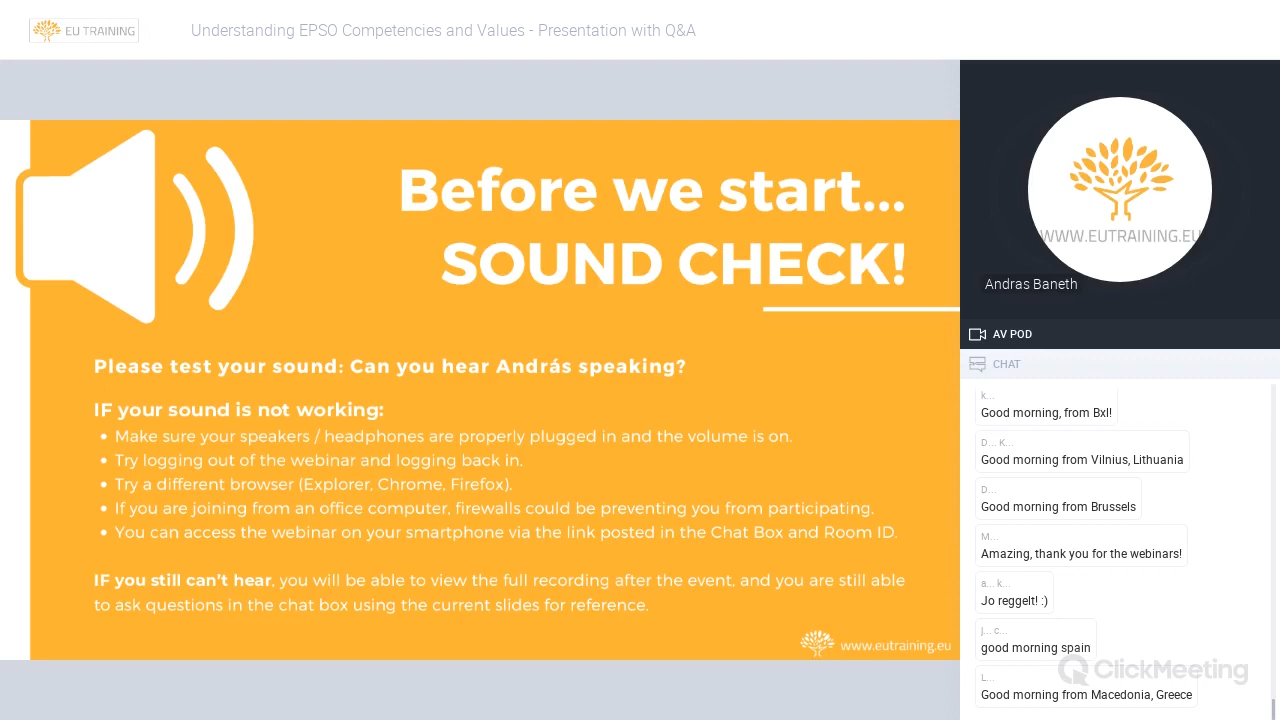 EU TRAINING
Understanding EPSO Competencies and Values - Presentation with Q&A
Before we start...
SOUND CHECK!
Please test your sound: Can you hear András speaking?
IF your sound is not working:
• Make sure your speakers / headphones are properly plugged in and the volume is on.
• Try logging out of the webinar and logging back in.
• Try a different browser (Explorer, Chrome, Firefox).
• If you are joining from an office computer, firewalls could be preventing you from participating.
• You can access the webinar on your smartphone via the link posted in the Chat Box and Room ID.
IF you still can't hear, you will be able to view the full recording after the event, and you are still able
to ask questions in the chat box using the current slides for reference.
www.eutraining.eu
WWW.EUTRAINING.EU
Andras Baneth
AV POD
CHAT
k...
Good morning, from Bxl!
D... K...
Good morning from Vilnius, Lithuania
D...
Good morning from Brussels
M...
Amazing, thank you for the webinars!
a... k...
Jo reggelt! :)
j... c...
good morning spain
L...
Good morning from Macedonia, Greece
ClickMeeting